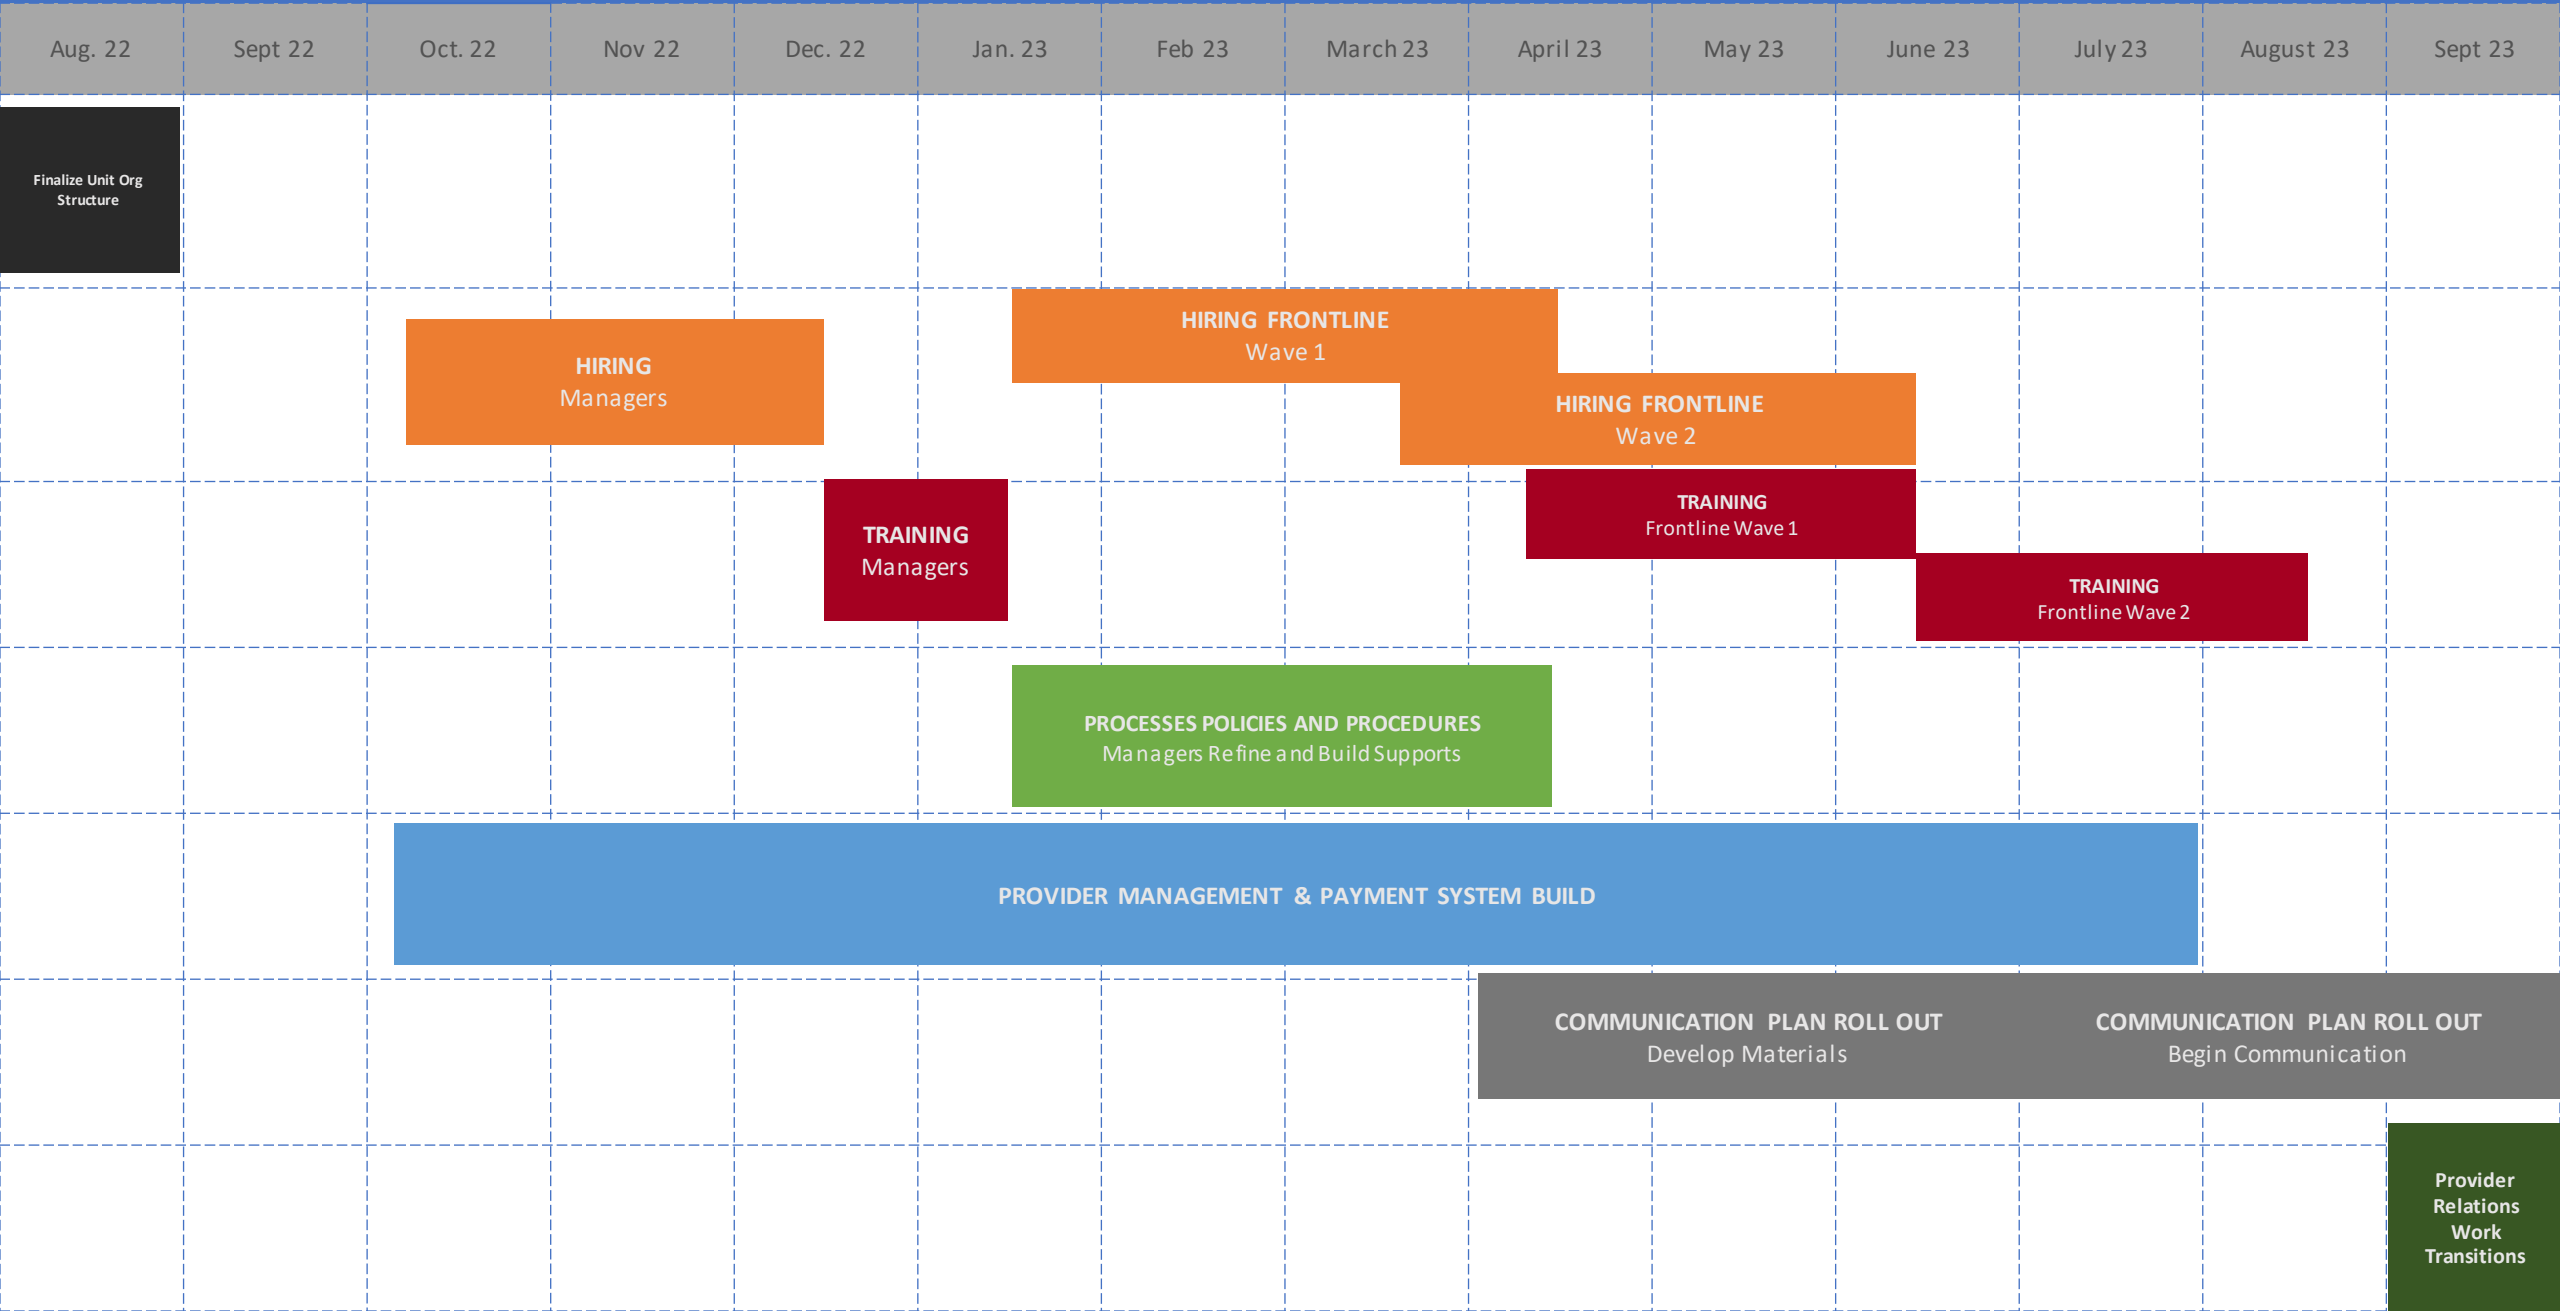 Aug. 22
Sept 22
Oct. 22
Nov 22
Dec. 22
Jan. 23
Feb 23
March 23
April 23
May 23
June 23
July 23
August 23
Sept 23
Finalize Unit Org
Structure
HIRING
Managers
HIRING FRONTLINE
Wave 1
HIRING FRONTLINE
Wave 2
TRAINING
Managers
TRAINING
Frontline Wave 1
TRAINING
Frontline Wave 2
PROCESSES POLICIES AND PROCEDURES
Managers Refine and Build Supports
PROVIDER MANAGEMENT & PAYMENT SYSTEM BUILD
COMMUNICATION PLAN ROLL OUT
Develop Materials
COMMUNICATION PLAN ROLL OUT
Begin Communication
Provider
Relations
Work
Transitions